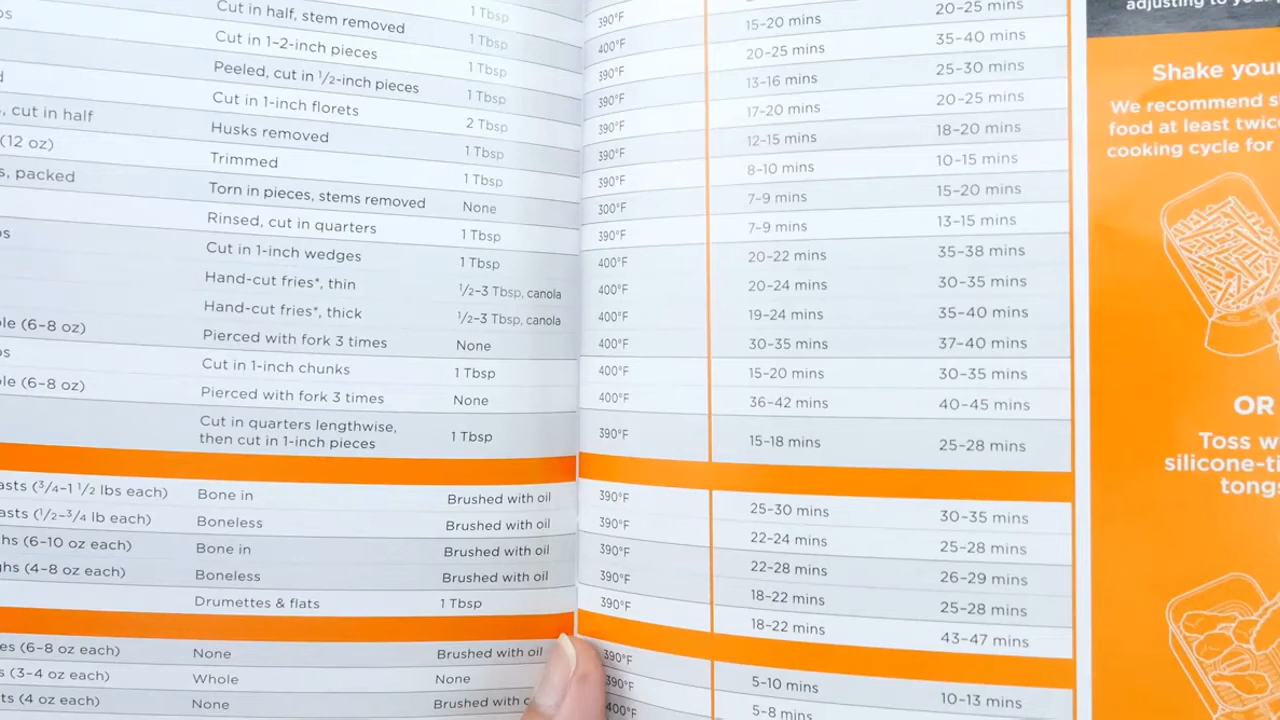 Cut in half, stem removed 1 Tbsp 390°F 15–20 mins 20–25 mins
Cut in 1–2-inch pieces 1 Tbsp 400°F 20–25 mins 35–40 mins
Peeled, cut in 1/2-inch pieces 1 Tbsp 390°F 13–16 mins 25–30 mins
Cut in 1-inch florets 1 Tbsp 390°F 17–20 mins 20–25 mins
, cut in half Husks removed 2 Tbsp 390°F 12–15 mins 18–20 mins
(12 oz) Trimmed 1 Tbsp 390°F 8–10 mins 10–15 mins
, packed Torn in pieces, stems removed 1 Tbsp 390°F 7–9 mins 15–20 mins
Rinsed, cut in quarters None 300°F 7–9 mins 13–15 mins
Cut in 1-inch wedges 1 Tbsp 390°F 20–22 mins 35–38 mins
Hand-cut fries*, thin 1 Tbsp 400°F 20–24 mins 30–35 mins
Hand-cut fries*, thick 1/2–3 Tbsp, canola 400°F 19–24 mins 35–40 mins
(6–8 oz) Pierced with fork 3 times 1/2–3 Tbsp, canola 400°F 30–35 mins 37–40 mins
Cut in 1-inch chunks None 400°F 15–20 mins 30–35 mins
(6–8 oz) Pierced with fork 3 times 1 Tbsp 400°F 36–42 mins 40–45 mins
Cut in quarters lengthwise, None 400°F
then cut in 1-inch pieces 1 Tbsp 390°F 15–18 mins 25–28 mins
(3/4–1 1/2 lbs each) Bone in Brushed with oil 390°F 25–30 mins 30–35 mins
(1/2–3/4 lb each) Boneless Brushed with oil 390°F 22–24 mins 25–28 mins
(6–10 oz each) Bone in Brushed with oil 390°F 22–28 mins 26–29 mins
(4–8 oz each) Boneless Brushed with oil 390°F 18–22 mins 25–28 mins
Drumettes & flats 1 Tbsp 390°F 18–22 mins 43–47 mins
(6–8 oz each) None Brushed with oil 390°F 5–10 mins 10–13 mins
(3–4 oz each) Whole None 390°F 5–8 mins
(4 oz each) None Brushed with 400°F
adjusting to
Shake your
We recommend
food at least twice
cooking cycle for
OR
Toss